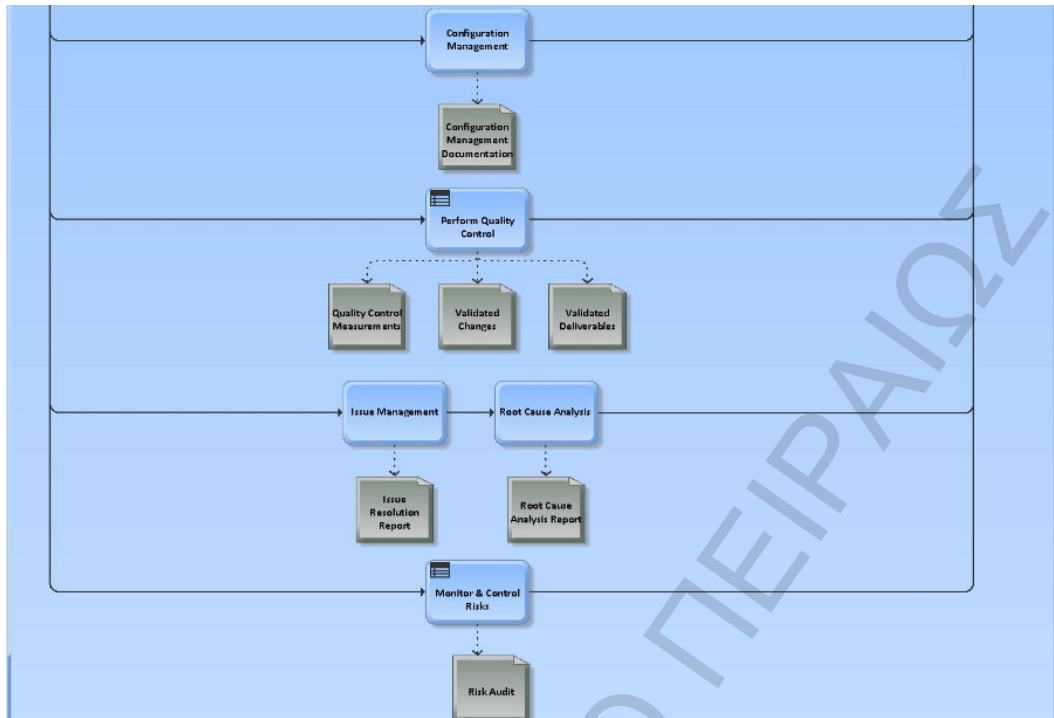 Configuration
Management
Configuration
Management
Documentation
Perform Quality
Control
Quality Control
Measurements
Validated
Changes
Validated
Deliverables
Issue Management
Root Cause Analysis
Issue
Resolution
Report
Root Cause
Analysis Report
Monitor & Control
Risks
Risk Audit
Ο ΠΕΙΡΑΙΩΣ